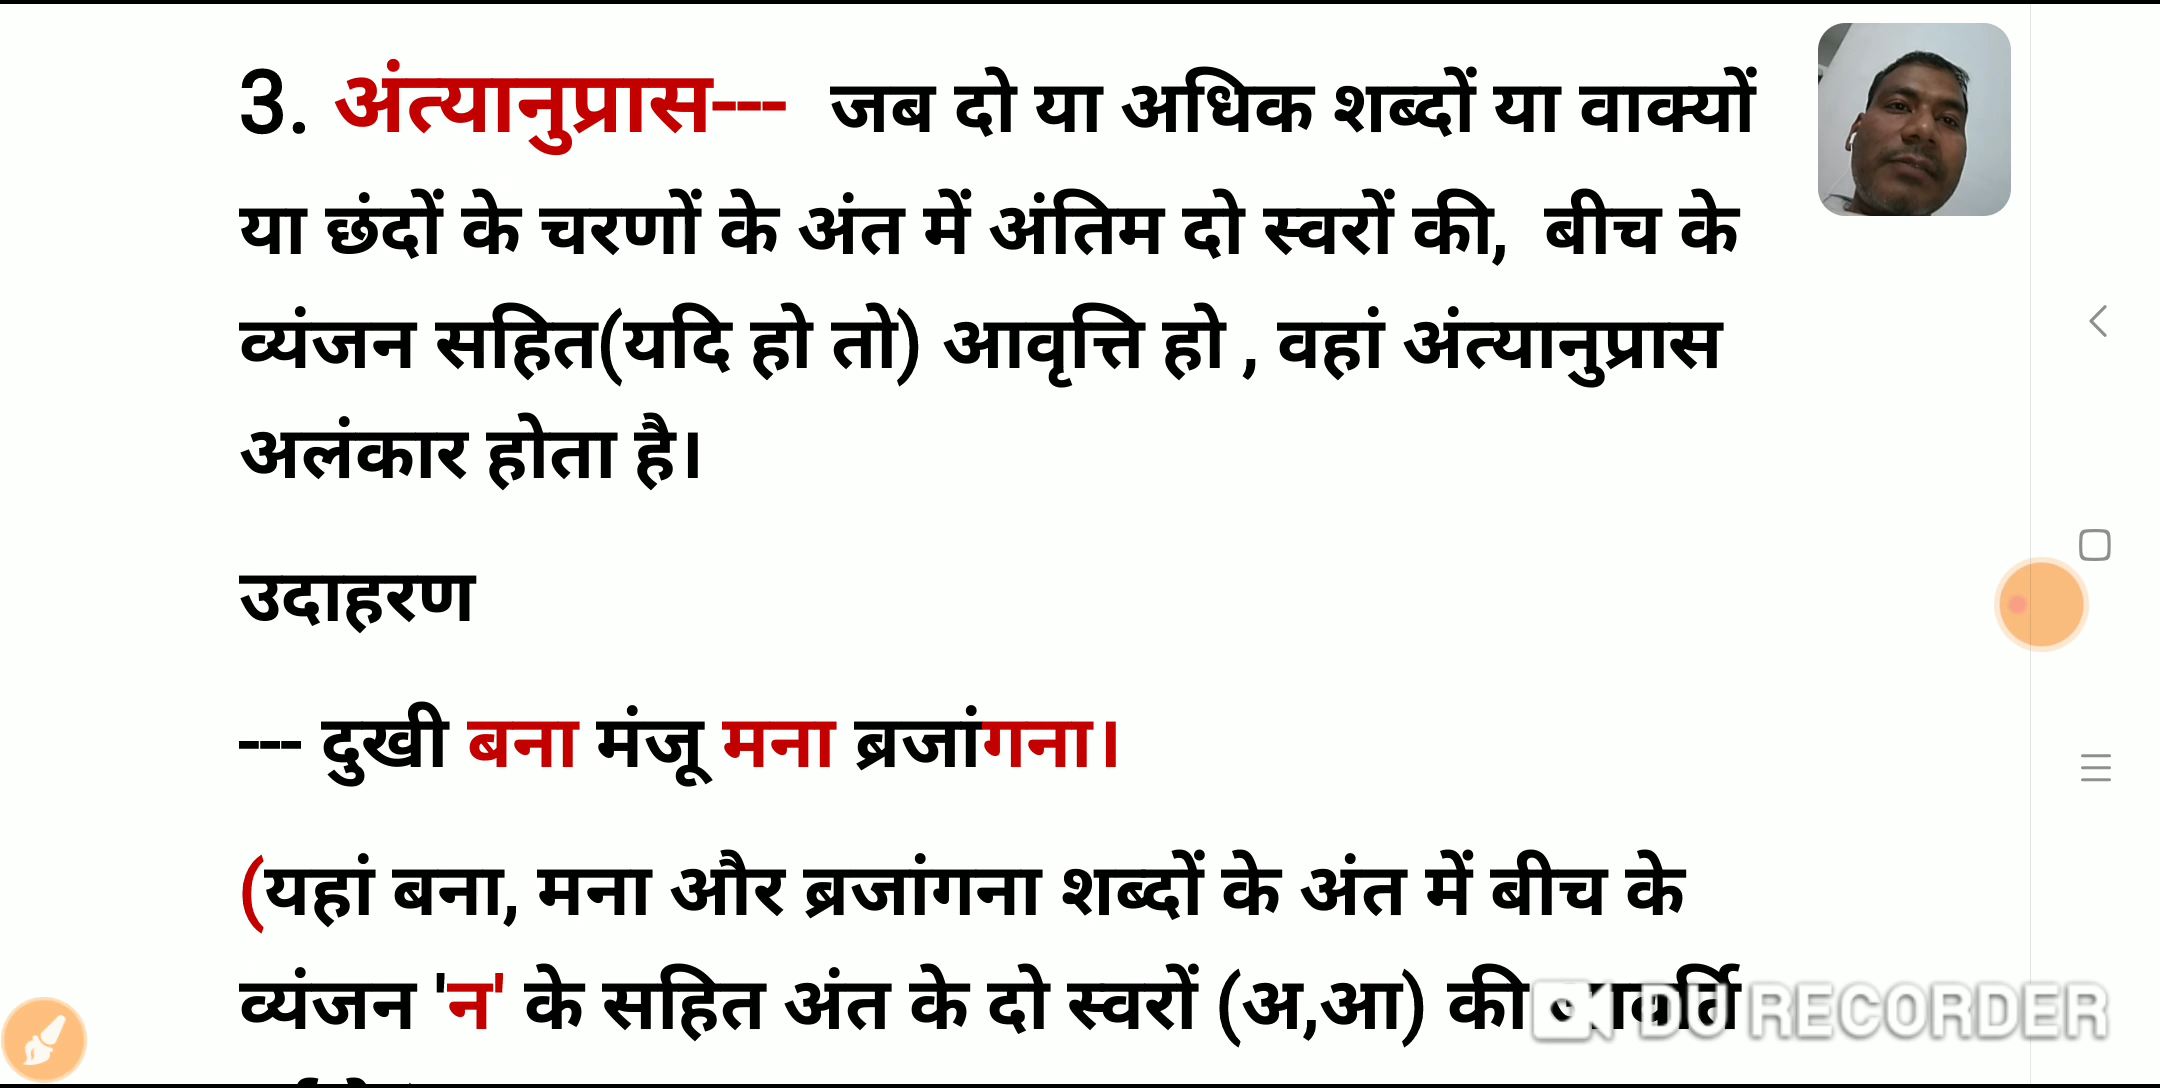 3. अंत्यानुप्रास--- जब दो या अधिक शब्दों या वाक्यों
या छंदों के चरणों के अंत में अंतिम दो स्वरों की, बीच के
व्यंजन सहित(यदि हो तो) आवृत्ति हो , वहां अंत्यानुप्रास
अलंकार होता है।
उदाहरण
--- दुखी बना मंजू मना ब्रजांगना।
(यहां बना, मना और ब्रजांगना शब्दों के अंत में बीच के
व्यंजन 'न' के सहित अंत के दो स्वरों (अ,आ) की
DU RECORDER